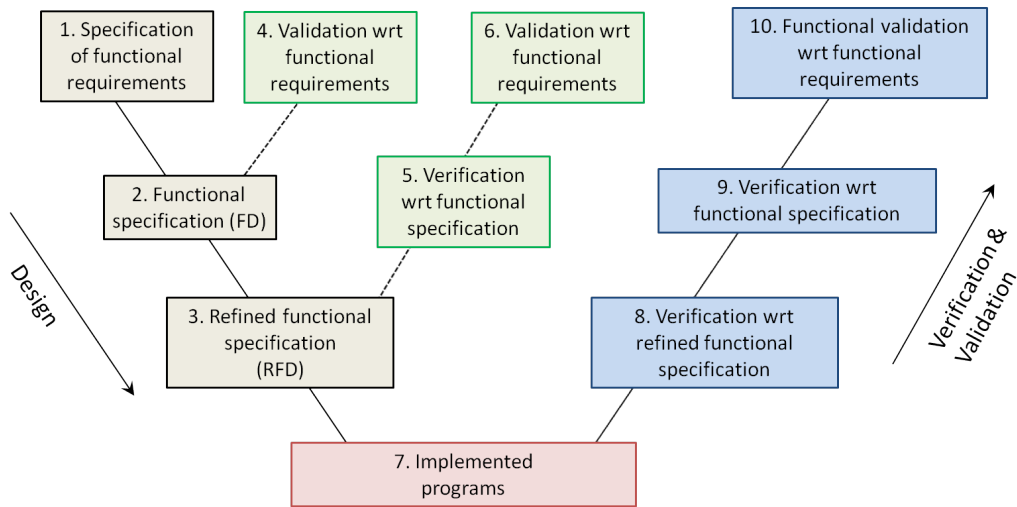 1. Specification
of functional
requirements
4. Validation wrt
functional
requirements
6. Validation wrt
functional
requirements
10. Functional validation
wrt functional
requirements
2. Functional
specification (FD)
5. Verification
wrt functional
specification
9. Verification wrt
functional specification
Design
Verification &
Validation
3. Refined functional
specification
(RFD)
8. Verification wrt
refined functional
specification
7. Implemented
programs